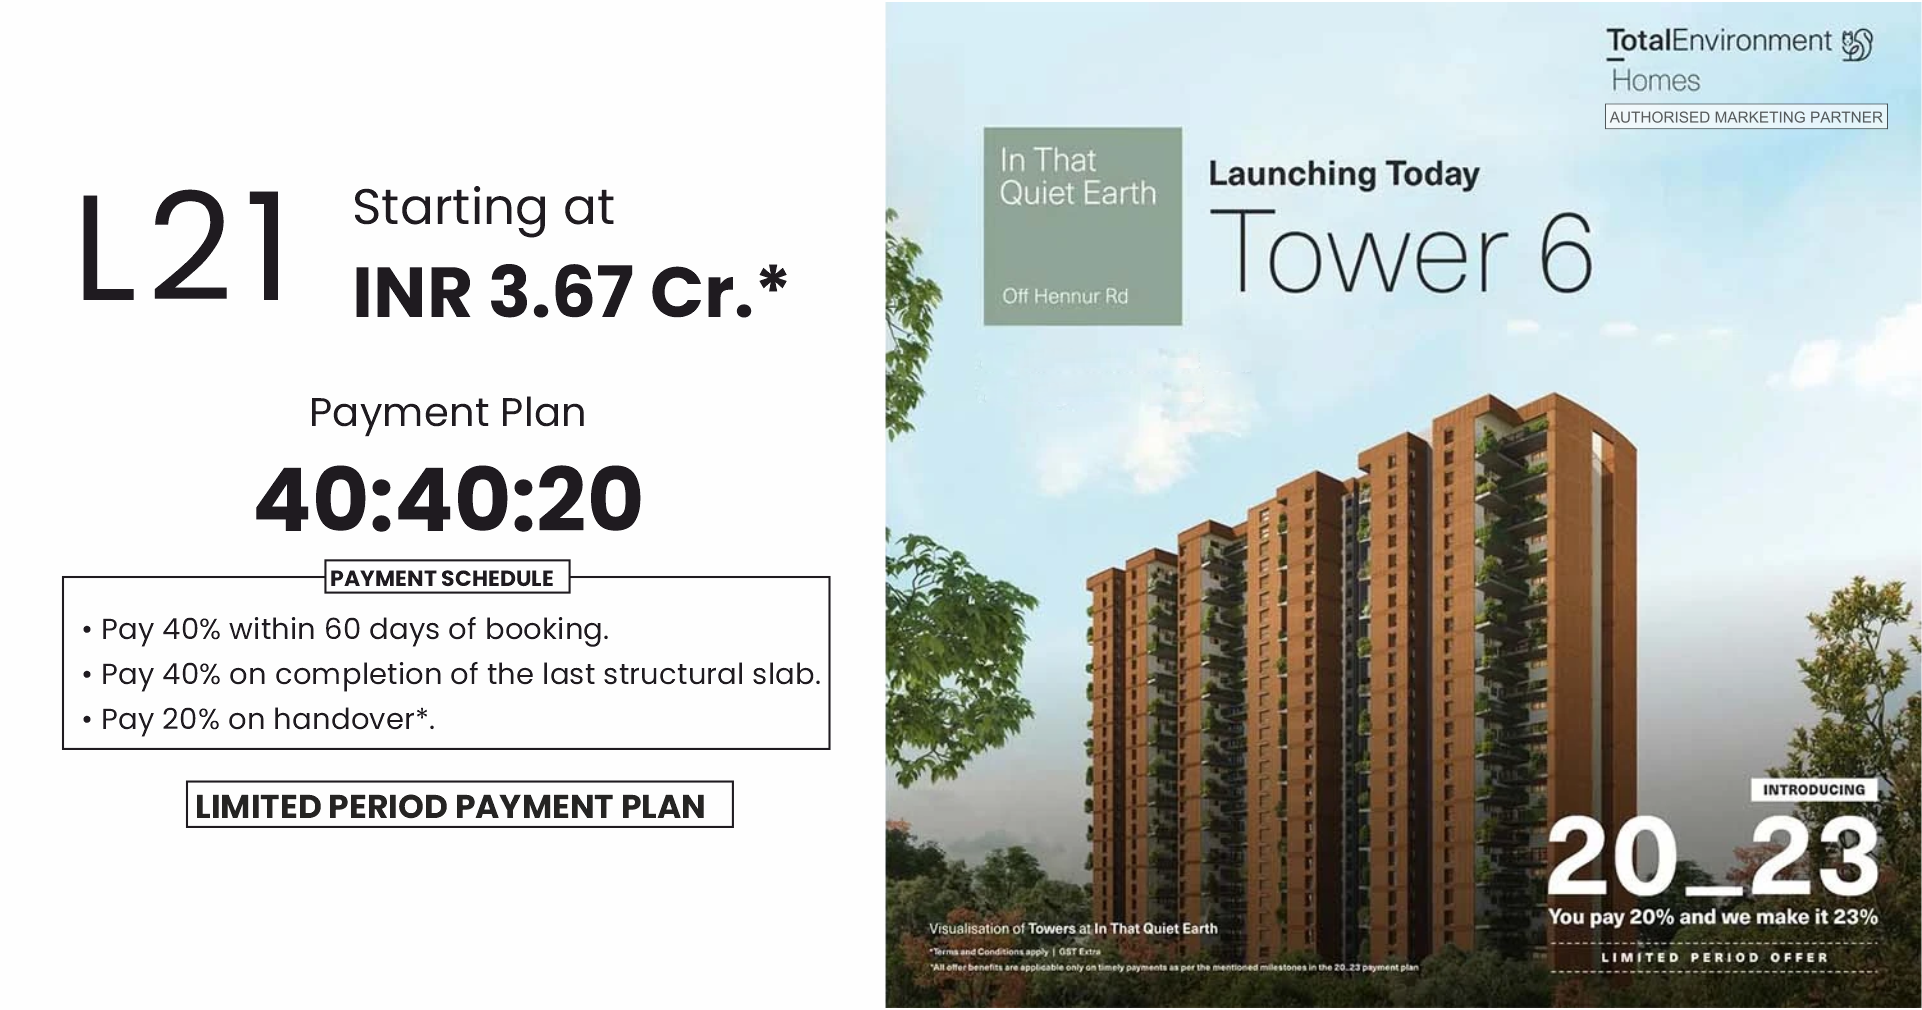 L21
Starting at
INR 3.67 Cr.*
Payment Plan
40:40:20
PAYMENT SCHEDULE
• Pay 40% within 60 days of booking.
• Pay 40% on completion of the last structural slab.
• Pay 20% on handover*.
LIMITED PERIOD PAYMENT PLAN
TotalEnvironment
Homes
AUTHORISED MARKETING PARTNER
In That
Quiet Earth
Off Hennur Rd
Launching Today
Tower 6
INTRODUCING
20_23
You pay 20% and we make it 23%
LIMITED PERIOD OFFER
Visualisation of Towers at In That Quiet Earth
*Terms and Conditions apply | GST Extra
*All offer benefits are applicable only on timely payments as per the mentioned milestones in the 20_23 payment plan